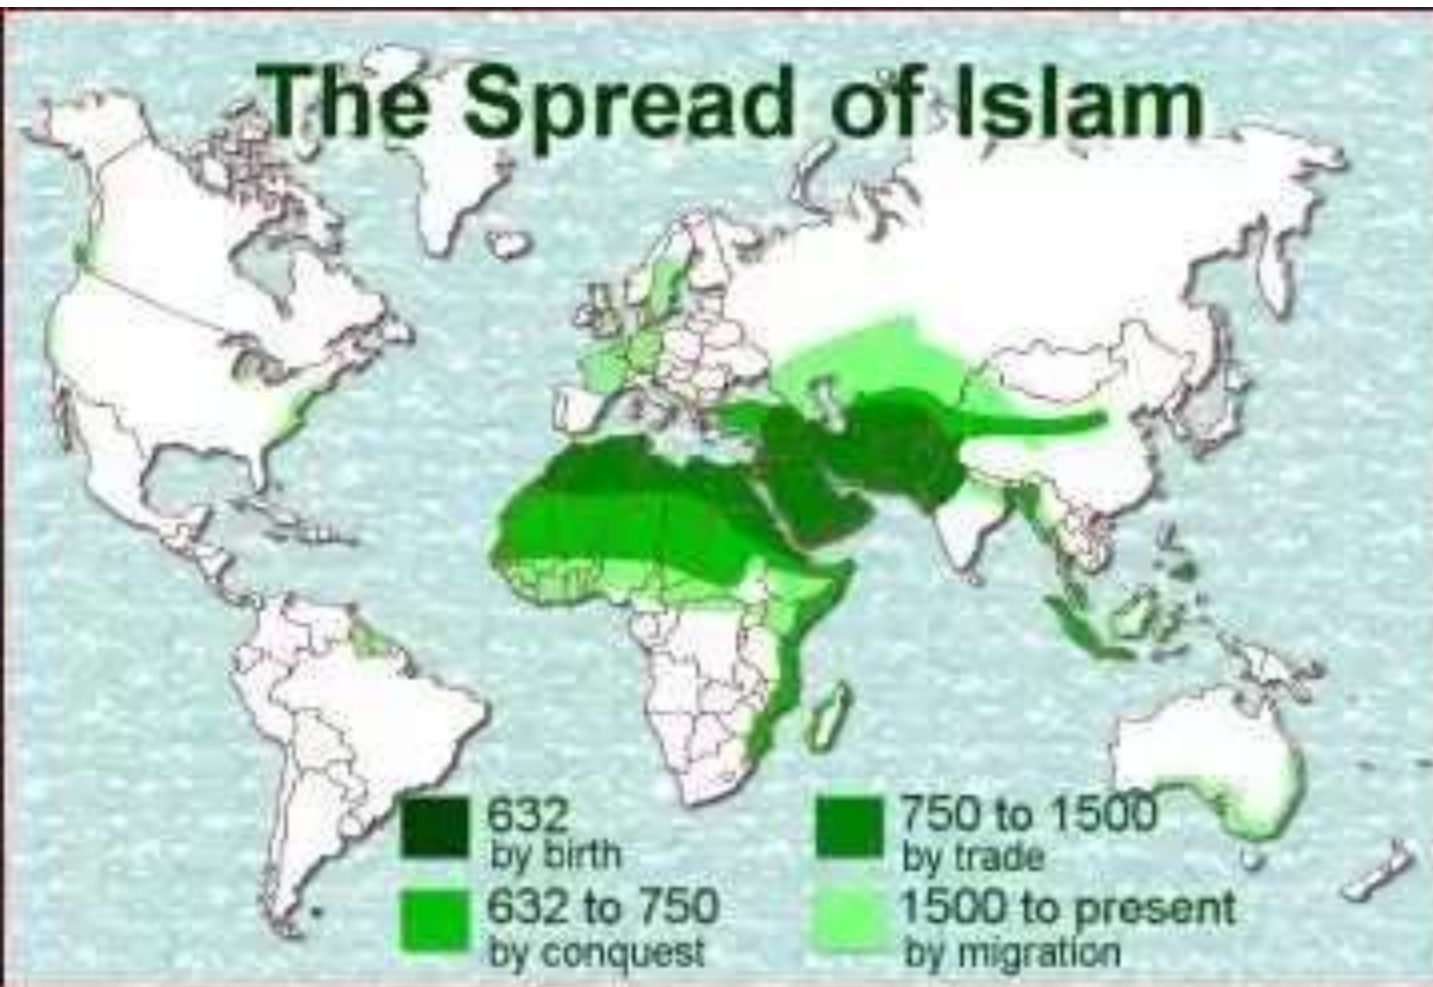 The Spread of Islam
632
by birth
632 to 750
by conquest
750 to 1500
by trade
1500 to present
by migration